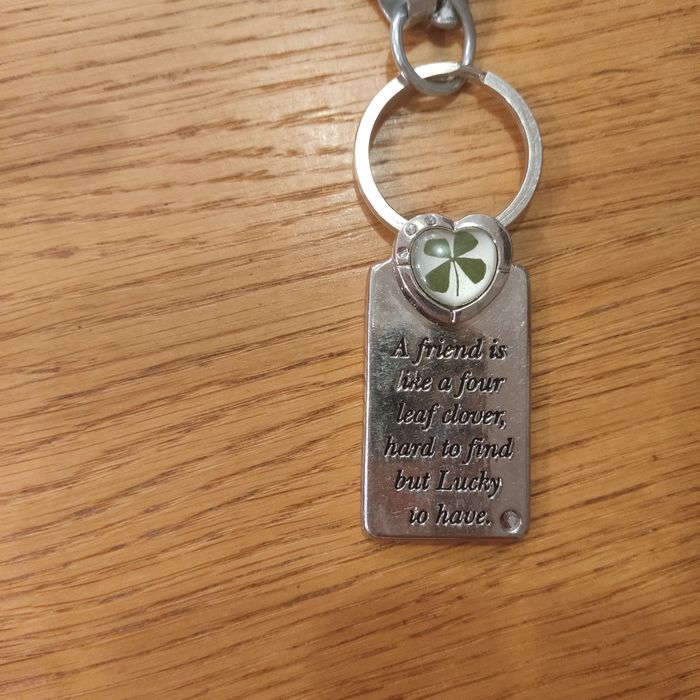 A friend is
like a four
leaf clover,
hard to find
but Lucky
to have.